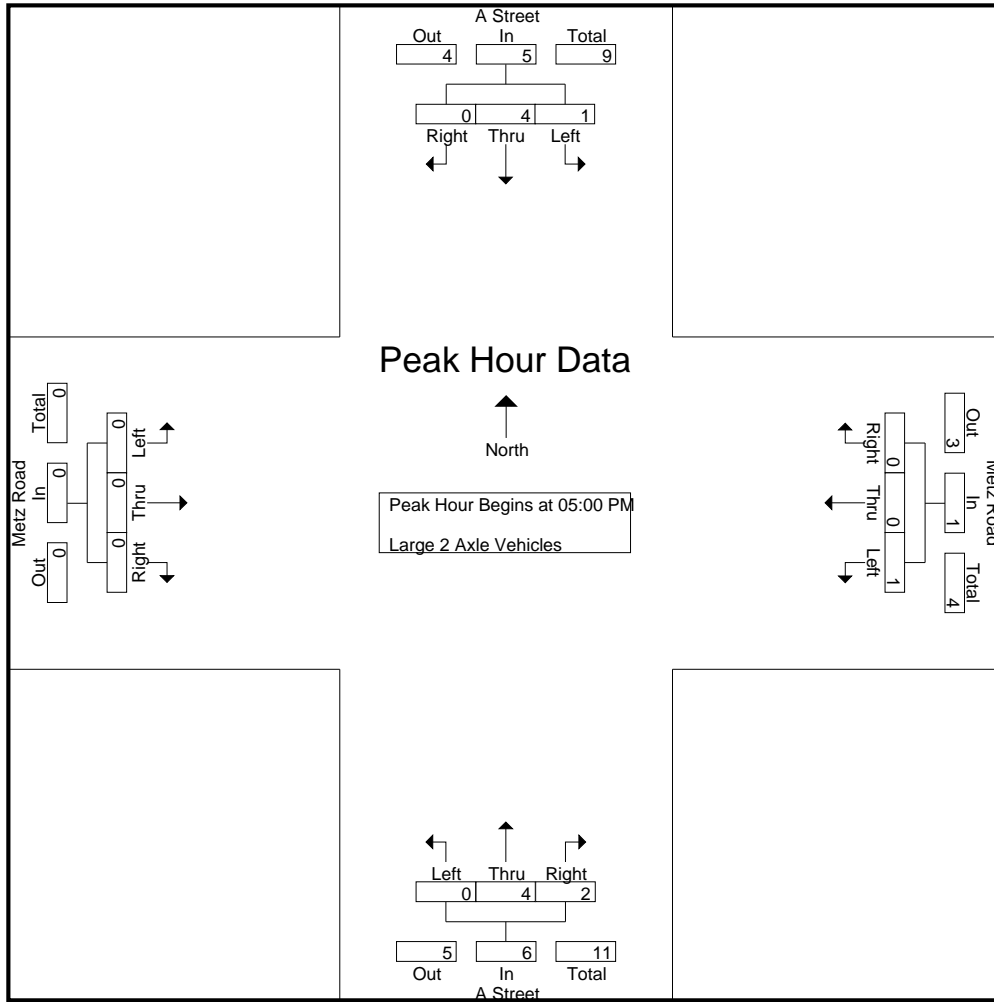 A Street
Out In Total
4 5 9
0 4 1
Right Thru Left
Peak Hour Data
North
Peak Hour Begins at 05:00 PM
Large 2 Axle Vehicles
Metz Road
Total In Out
0 0 0
0 0 0
Left Thru Right
Metz Road
Out In Total
3 1 4
0 0 1
Right Thru Left
Left Thru Right
0 4 2
5 6 11
Out In Total
A Street